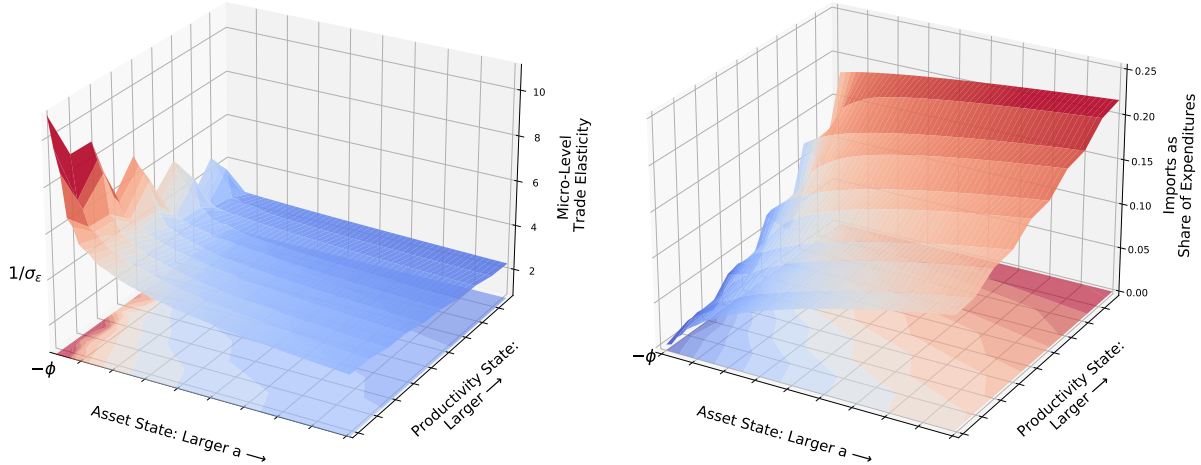 10
8
6
4
2
Micro-Level
Trade Elasticity
1/σε
−ϕ
Asset State: Larger a ⟶
Productivity State:
Larger ⟶
0.25
0.20
0.15
0.10
0.05
0.00
Imports as
Share of Expenditures
−ϕ
Asset State: Larger a ⟶
Productivity State:
Larger ⟶